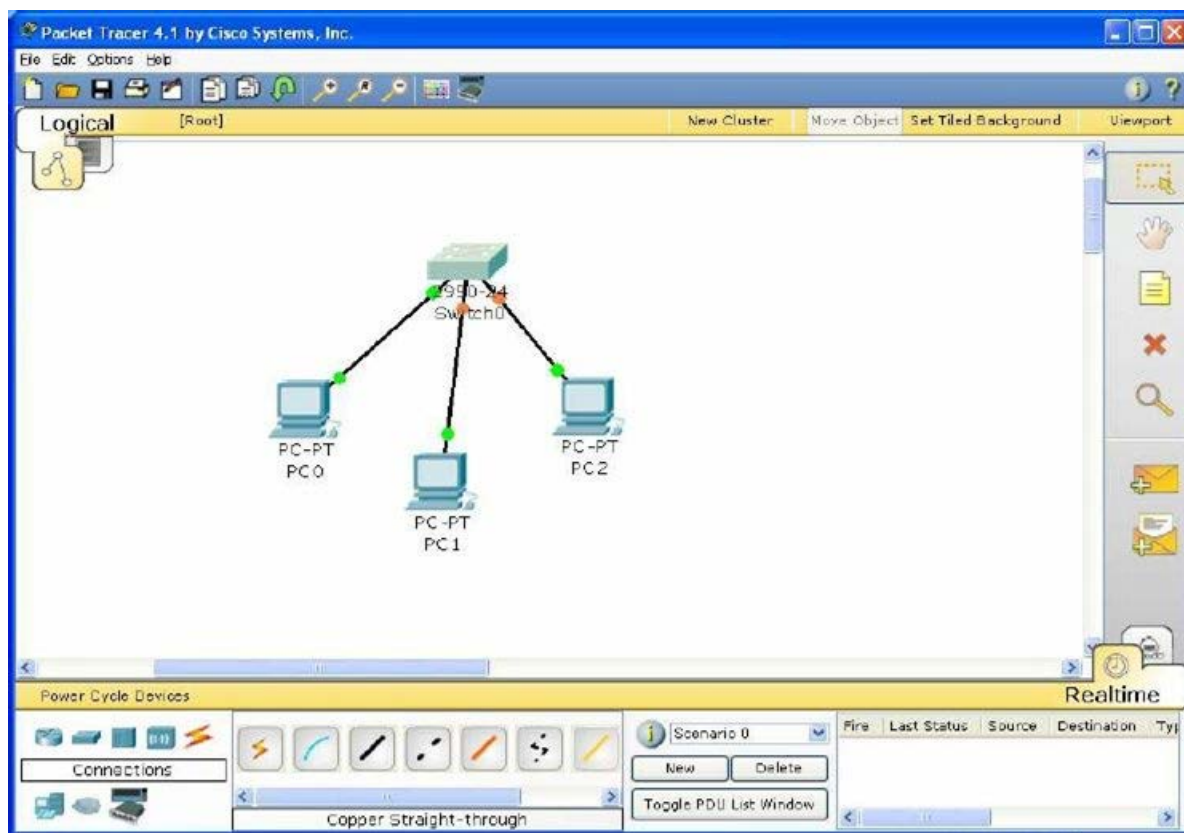 Packet Tracer 4.1 by Cisco Systems, Inc.
File Edit Options Help
Logical [Root] New Cluster Move Object Set Tiled Background Viewport
2950-24
Switch0
PC-PT
PC0
PC-PT
PC1
PC-PT
PC2
Power Cycle Devices Realtime
Connections
Copper Straight-through
Scenario 0
New Delete
Toggle PDU List Window
Fire Last Status Source Destination Typ